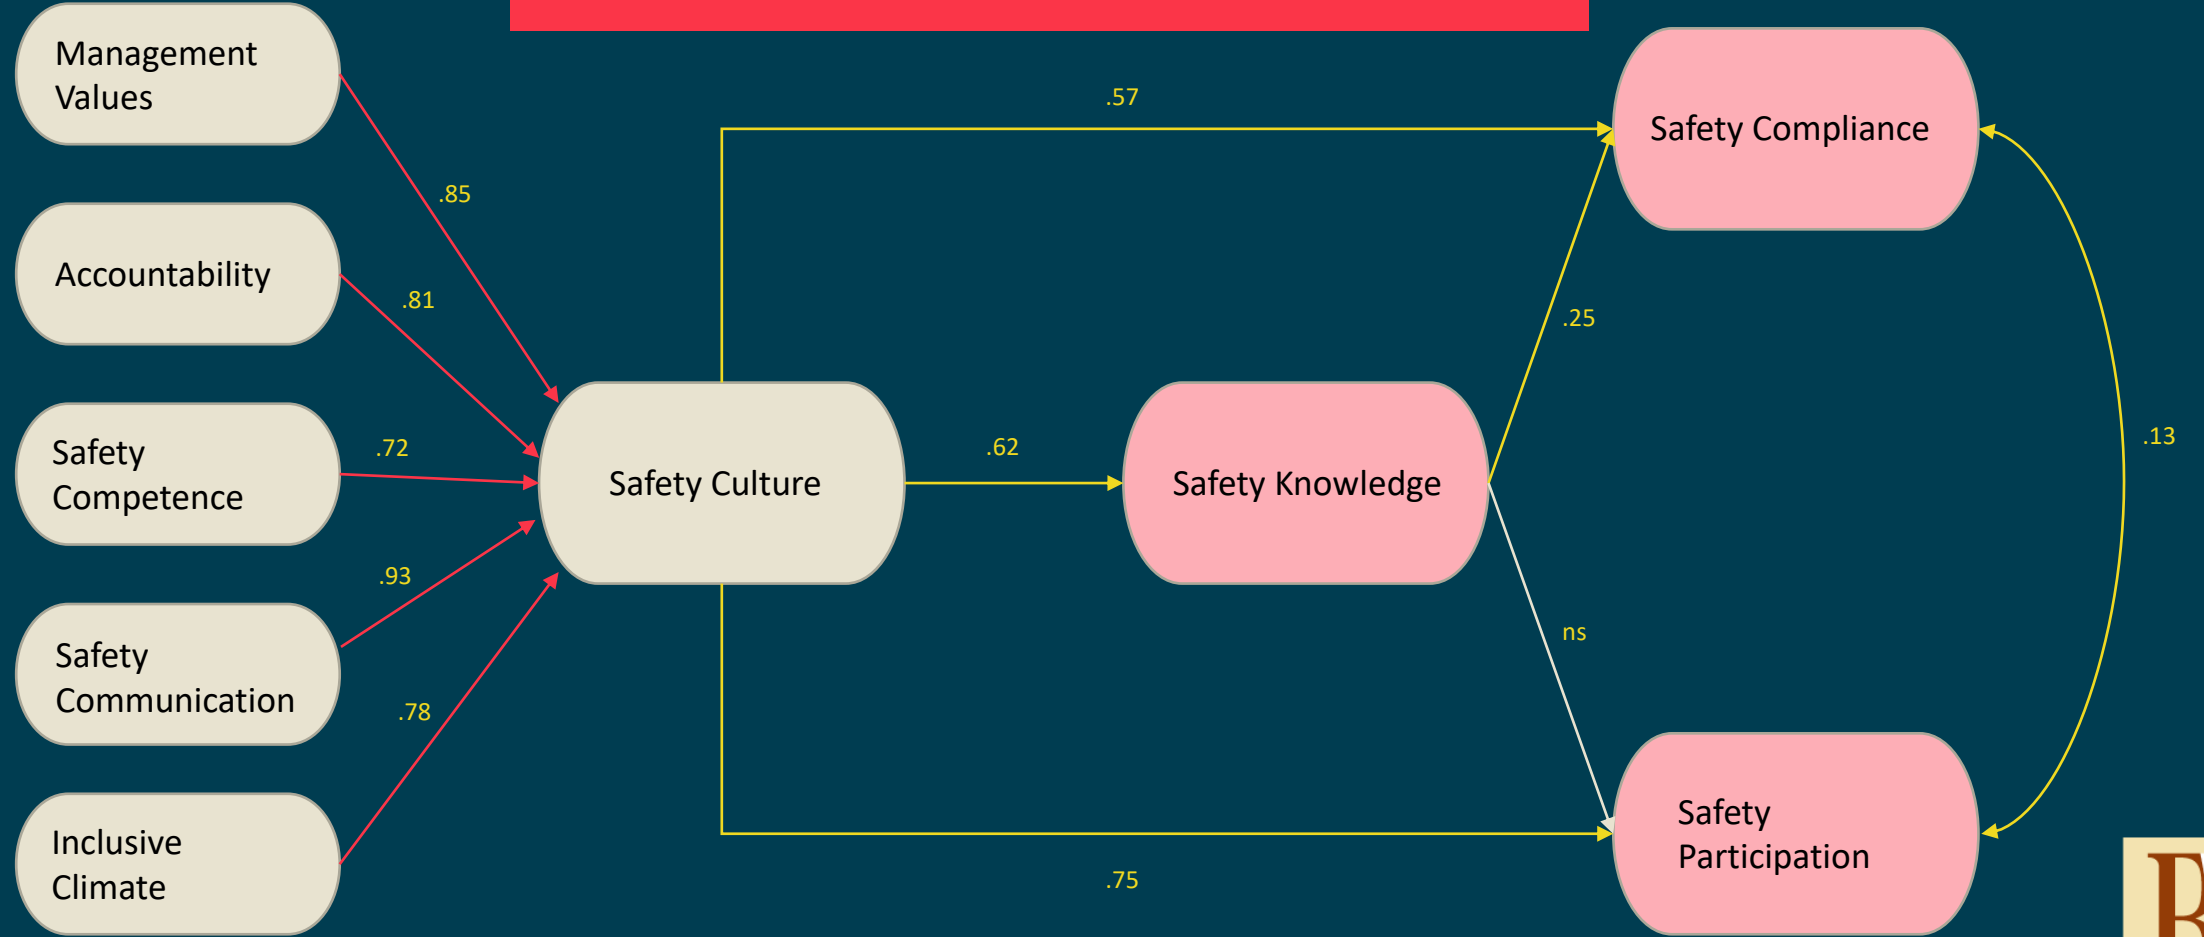 Management
Values
Accountability
Safety
Competence
Safety
Communication
Inclusive
Climate
.85
.81
.72
.93
.78
Safety Culture
.57
.62
.75
Safety Knowledge
.25
ns
Safety Compliance
Safety
Participation
.13